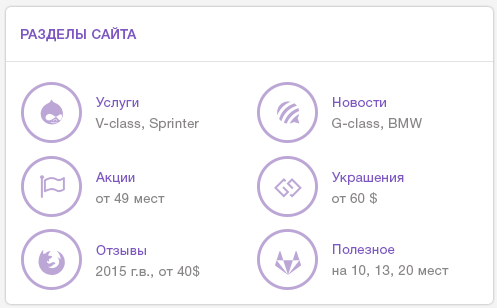 РАЗДЕЛЫ САЙТА
Услуги
V-class, Sprinter
Новости
G-class, BMW
Акции
от 49 мест
Украшения
от 60 $
Отзывы
2015 г.в., от 40$
Полезное
на 10, 13, 20 мест